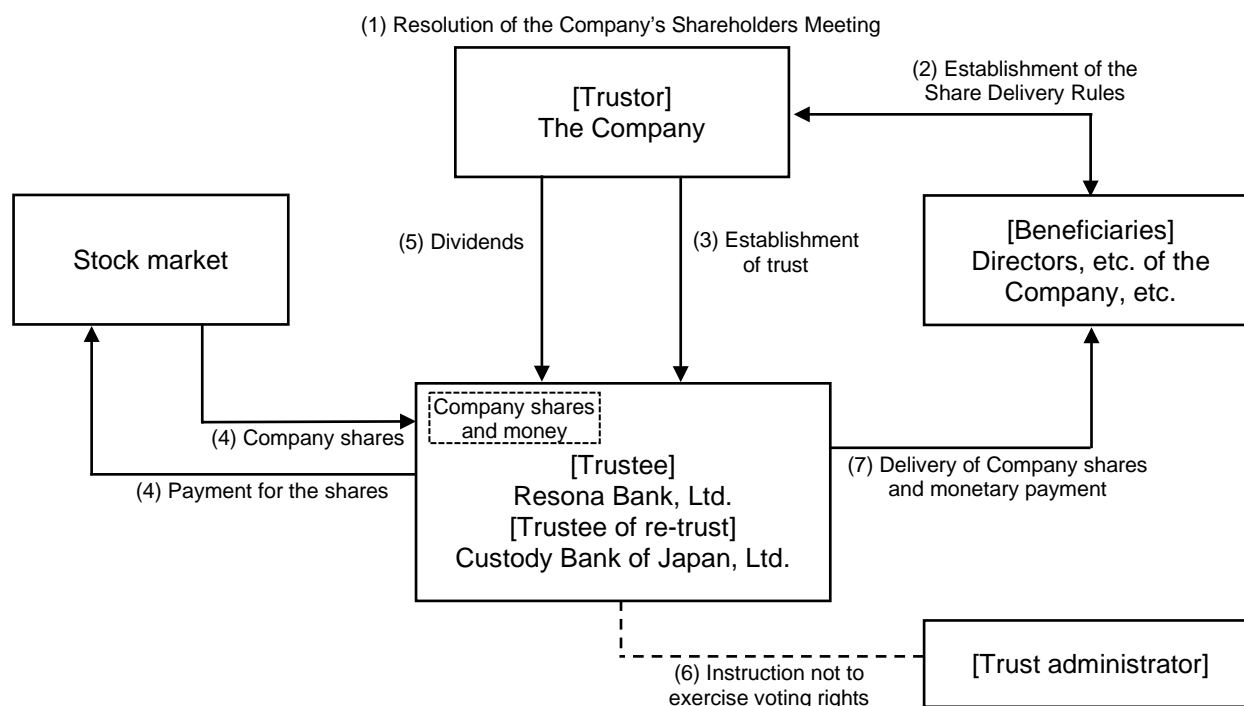 (1) Resolution of the Company's Shareholders Meeting
[Trustor]
The Company
(2) Establishment of the
Share Delivery Rules
Stock market
(5) Dividends
(3) Establishment
of trust
[Beneficiaries]
Directors, etc. of the
Company, etc.
Company shares
and money
(4) Company shares
(4) Payment for the shares
[Trustee]
Resona Bank, Ltd.
[Trustee of re-trust]
Custody Bank of Japan, Ltd.
(7) Delivery of Company shares
and monetary payment
(6) Instruction not to
exercise voting rights
[Trust administrator]